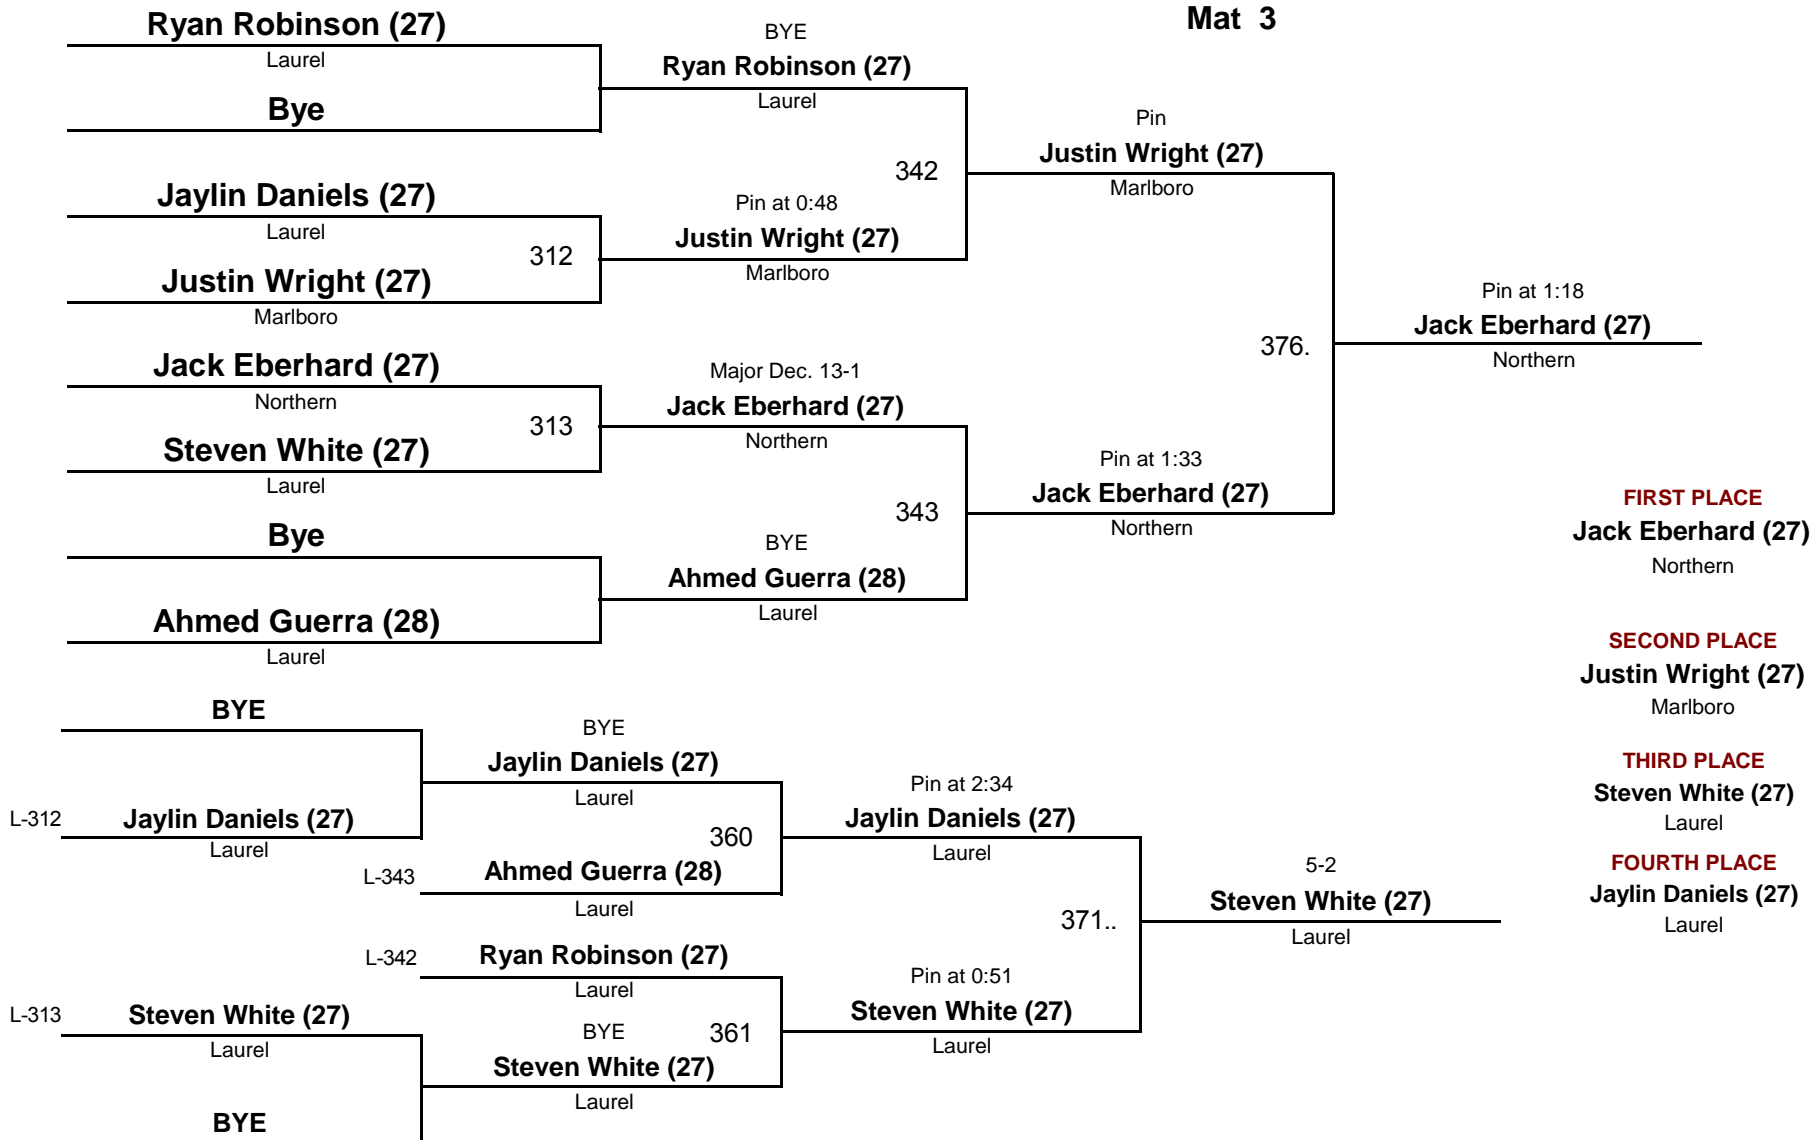 Mat 3
Ryan Robinson (27)
Laurel
Bye
Jaylin Daniels (27)
Laurel
312
Justin Wright (27)
Marlboro
Jack Eberhard (27)
Northern
313
Steven White (27)
Laurel
Bye
Ahmed Guerra (28)
Laurel
BYE
Ryan Robinson (27)
Laurel
342
Pin at 0:48
Justin Wright (27)
Marlboro
Major Dec. 13-1
Jack Eberhard (27)
Northern
343
BYE
Ahmed Guerra (28)
Laurel
Pin
Justin Wright (27)
Marlboro
376.
Pin at 1:33
Jack Eberhard (27)
Northern
Pin at 1:18
Jack Eberhard (27)
Northern
BYE
L-312
Jaylin Daniels (27)
Laurel
L-313
Steven White (27)
Laurel
BYE
BYE
Jaylin Daniels (27)
Laurel
360
L-343
Ahmed Guerra (28)
Laurel
L-342
Ryan Robinson (27)
Laurel
361
BYE
Steven White (27)
Laurel
Pin at 2:34
Jaylin Daniels (27)
Laurel
371..
Pin at 0:51
Steven White (27)
Laurel
5-2
Steven White (27)
Laurel
FIRST PLACE
Jack Eberhard (27)
Northern
SECOND PLACE
Justin Wright (27)
Marlboro
THIRD PLACE
Steven White (27)
Laurel
FOURTH PLACE
Jaylin Daniels (27)
Laurel